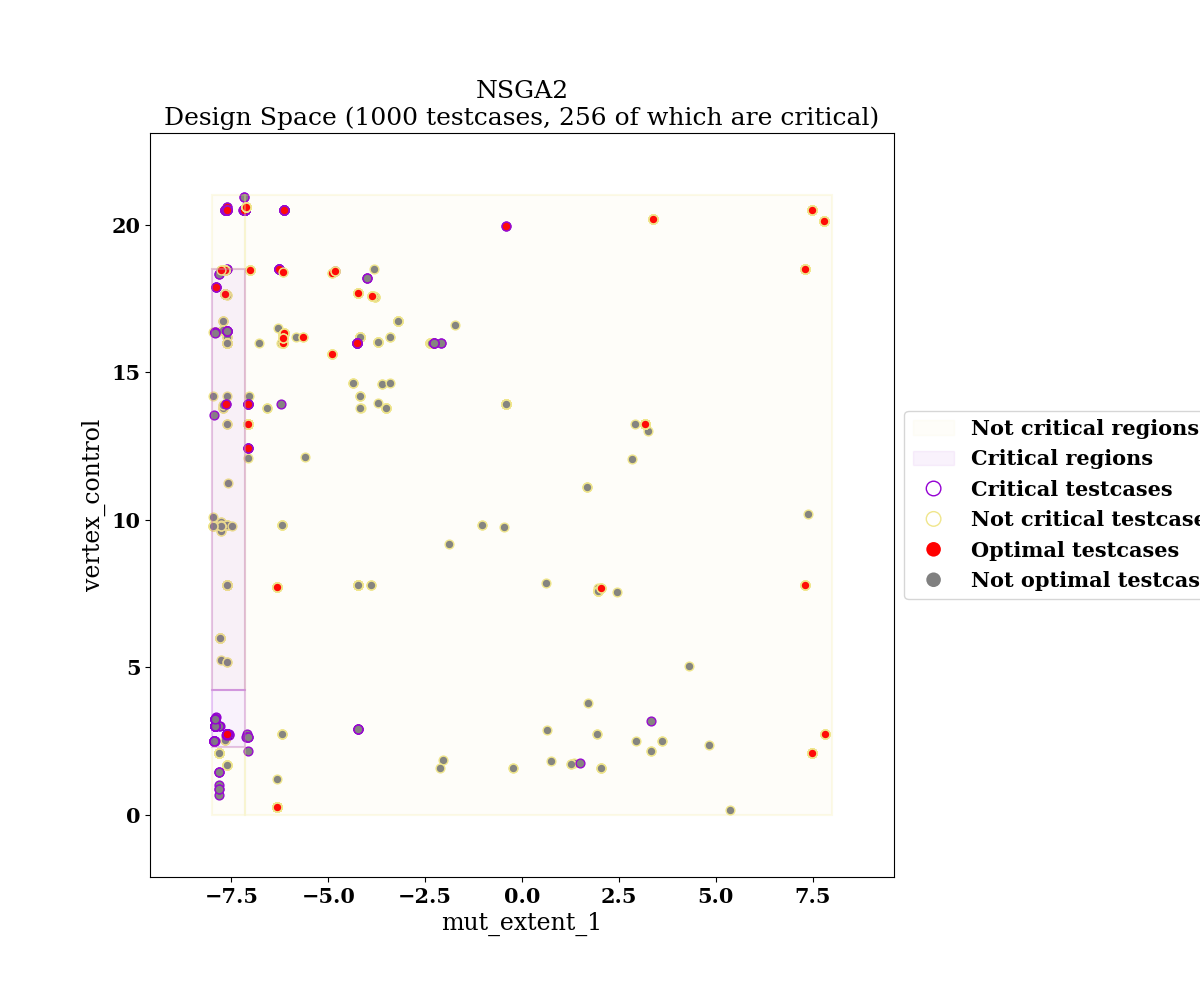 NSGA2
Design Space (1000 testcases, 256 of which are critical)
20
15
10
5
0
vertex_control
−7.5 −5.0 −2.5 0.0 2.5 5.0 7.5
mut_extent_1
Not critical regions
Critical regions
Critical testcases
Not critical testcase
Optimal testcases
Not optimal testcas